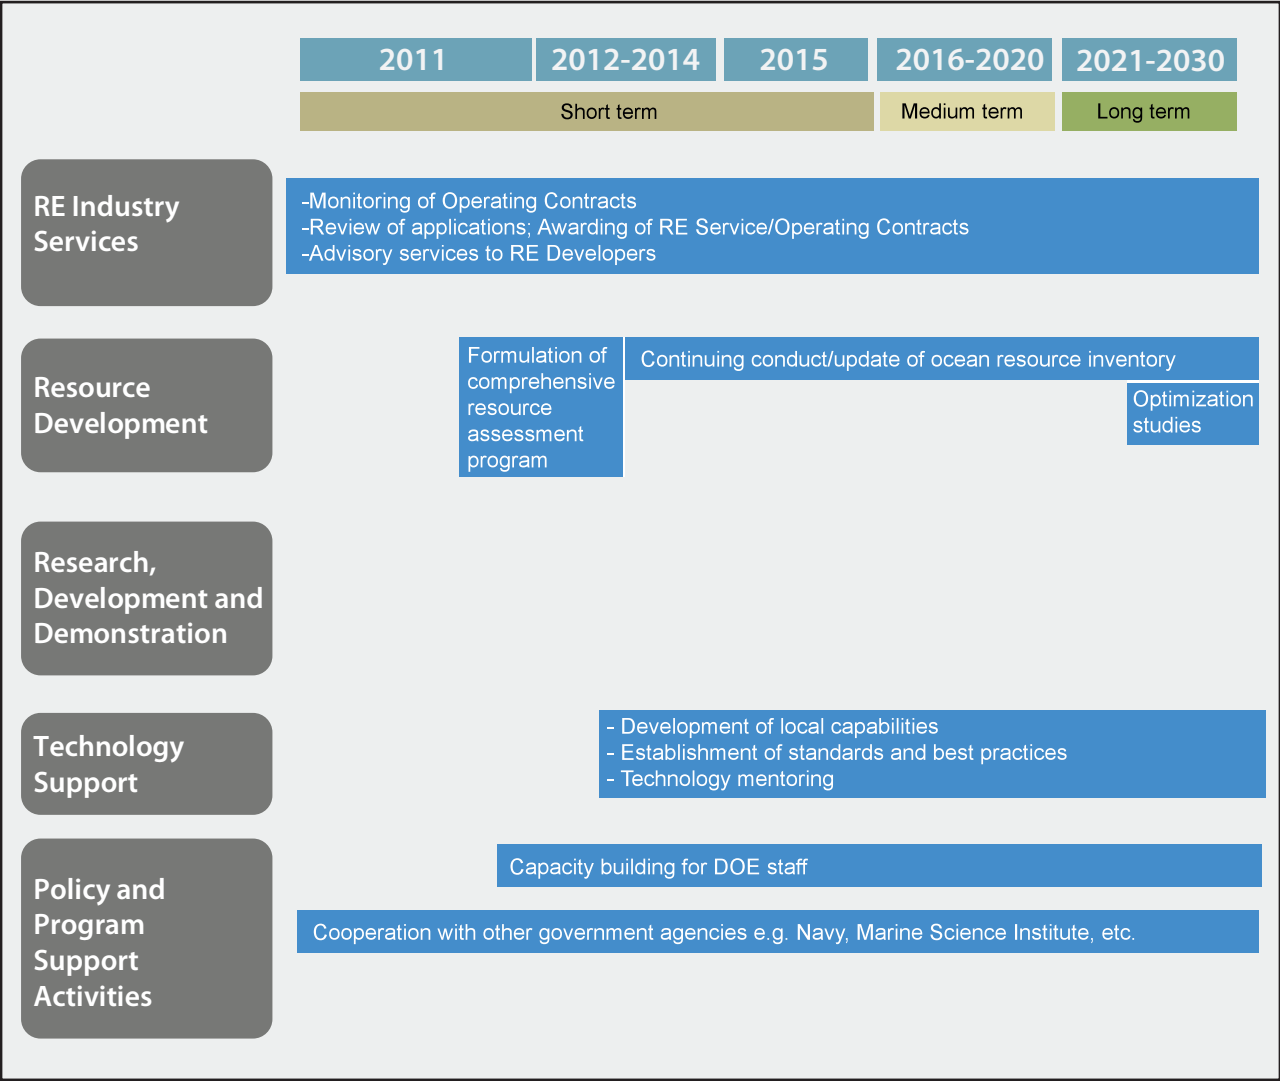 2011
2012-2014
2015
2016-2020
2021-2030
Short term
Medium term
Long term
RE Industry
Services
-Monitoring of Operating Contracts
-Review of applications; Awarding of RE Service/Operating Contracts
-Advisory services to RE Developers
Resource
Development
Formulation of
comprehensive
resource
assessment
program
Continuing conduct/update of ocean resource inventory
Optimization
studies
Research,
Development and
Demonstration
Technology
Support
- Development of local capabilities
- Establishment of standards and best practices
- Technology mentoring
Policy and
Program
Support
Activities
Capacity building for DOE staff
Cooperation with other government agencies e.g. Navy, Marine Science Institute, etc.